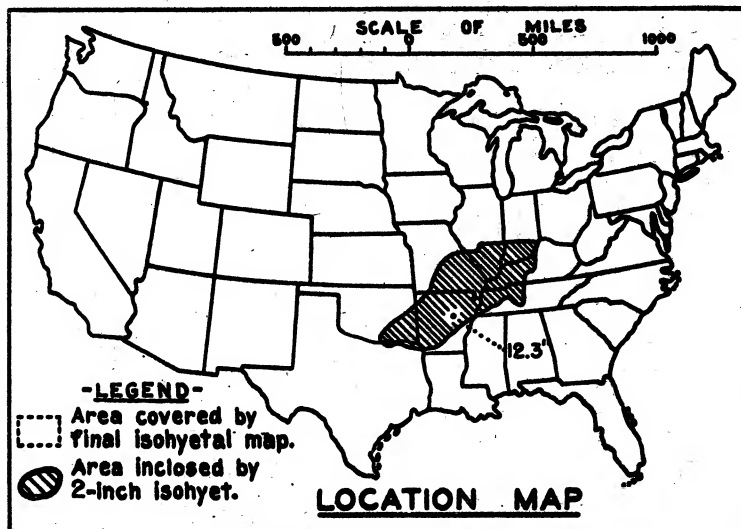 SCALE OF MILES
500 0 500 1000
12.3"
-LEGEND-
Area covered by
final isohyetal map.
Area inclosed by
2-inch isohyet.
LOCATION MAP